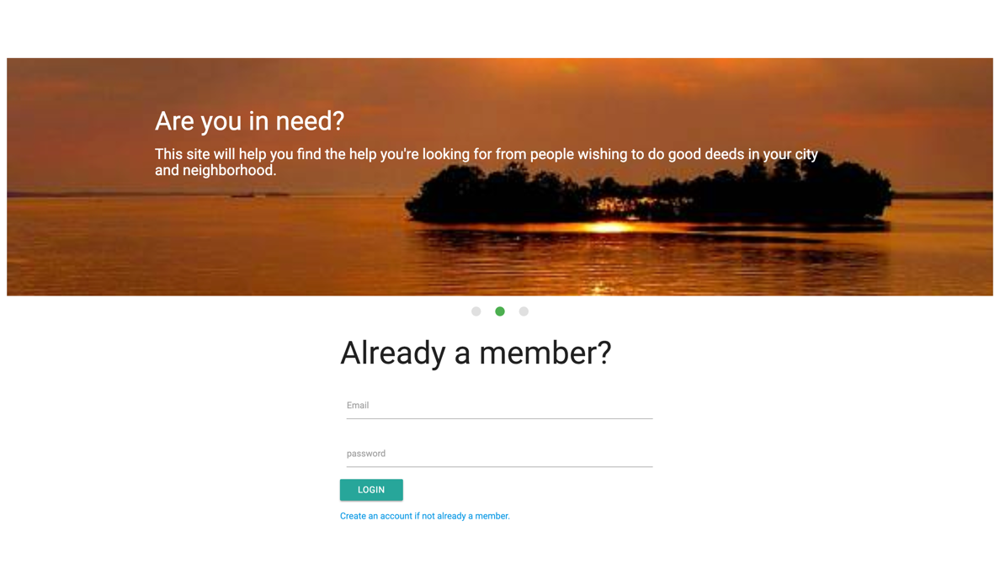 Are you in need?
This site will help you find the help you're looking for from people wishing to do good deeds in your city
and neighborhood.
Already a member?
Email
password
LOGIN
Create an account if not already a member.